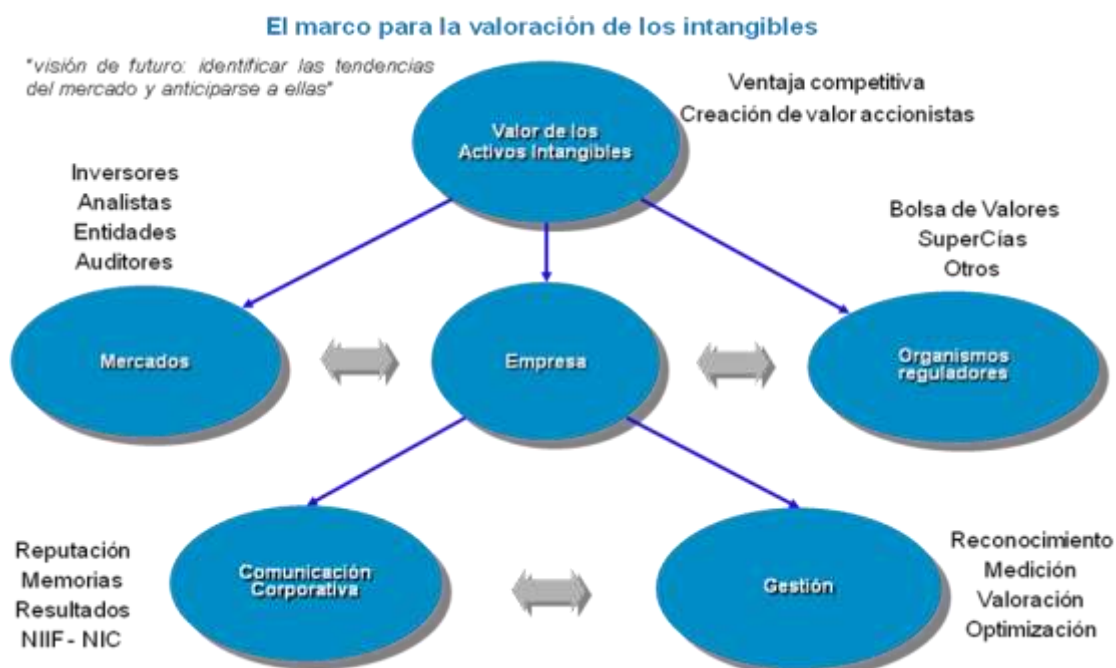 El marco para la valoración de los intangibles
"visión de futuro: identificar las tendencias
del mercado y anticiparse a ellas"
Ventaja competitiva
Creación de valor accionistas
Valor de los
Activos Intangibles
Inversores
Analistas
Entidades
Auditores
Bolsa de Valores
SuperCías
Otros
Mercados
Empresa
Organismos
reguladores
Reputación
Memorias
Resultados
NIIF - NIC
Comunicación
Corporativa
Gestión
Reconocimiento
Medición
Valoración
Optimización